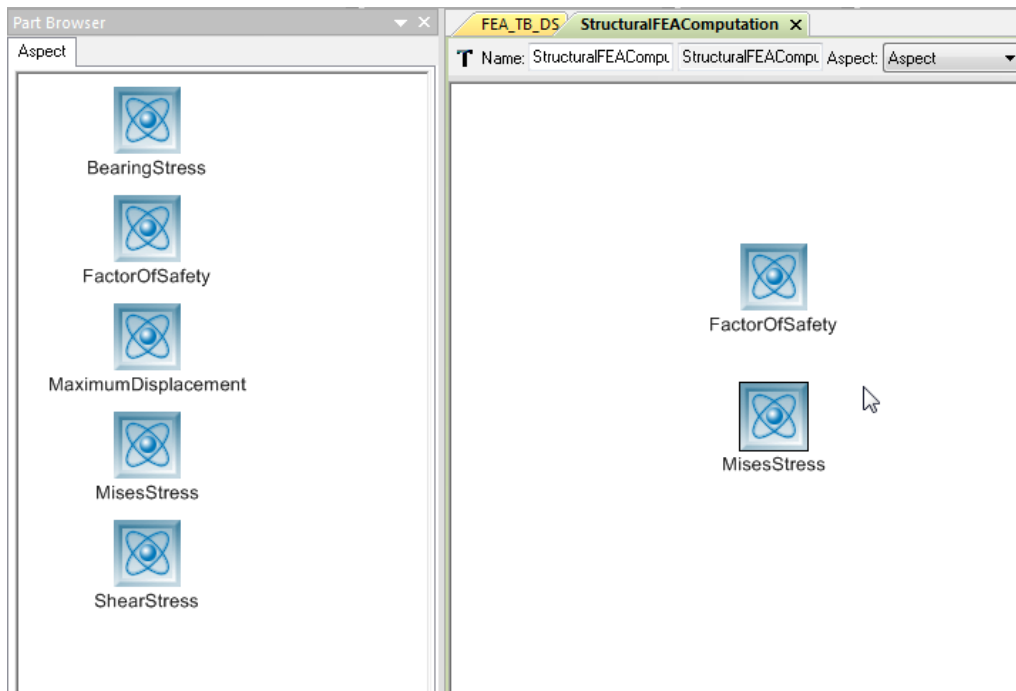 Part Browser
Aspect
BearingStress
FactorOfSafety
MaximumDisplacement
MisesStress
ShearStress
FEA_TB_DS StructuralFEAComputation
Name: StructuralFEACompu StructuralFEACompu Aspect: Aspect
FactorOfSafety
MisesStress